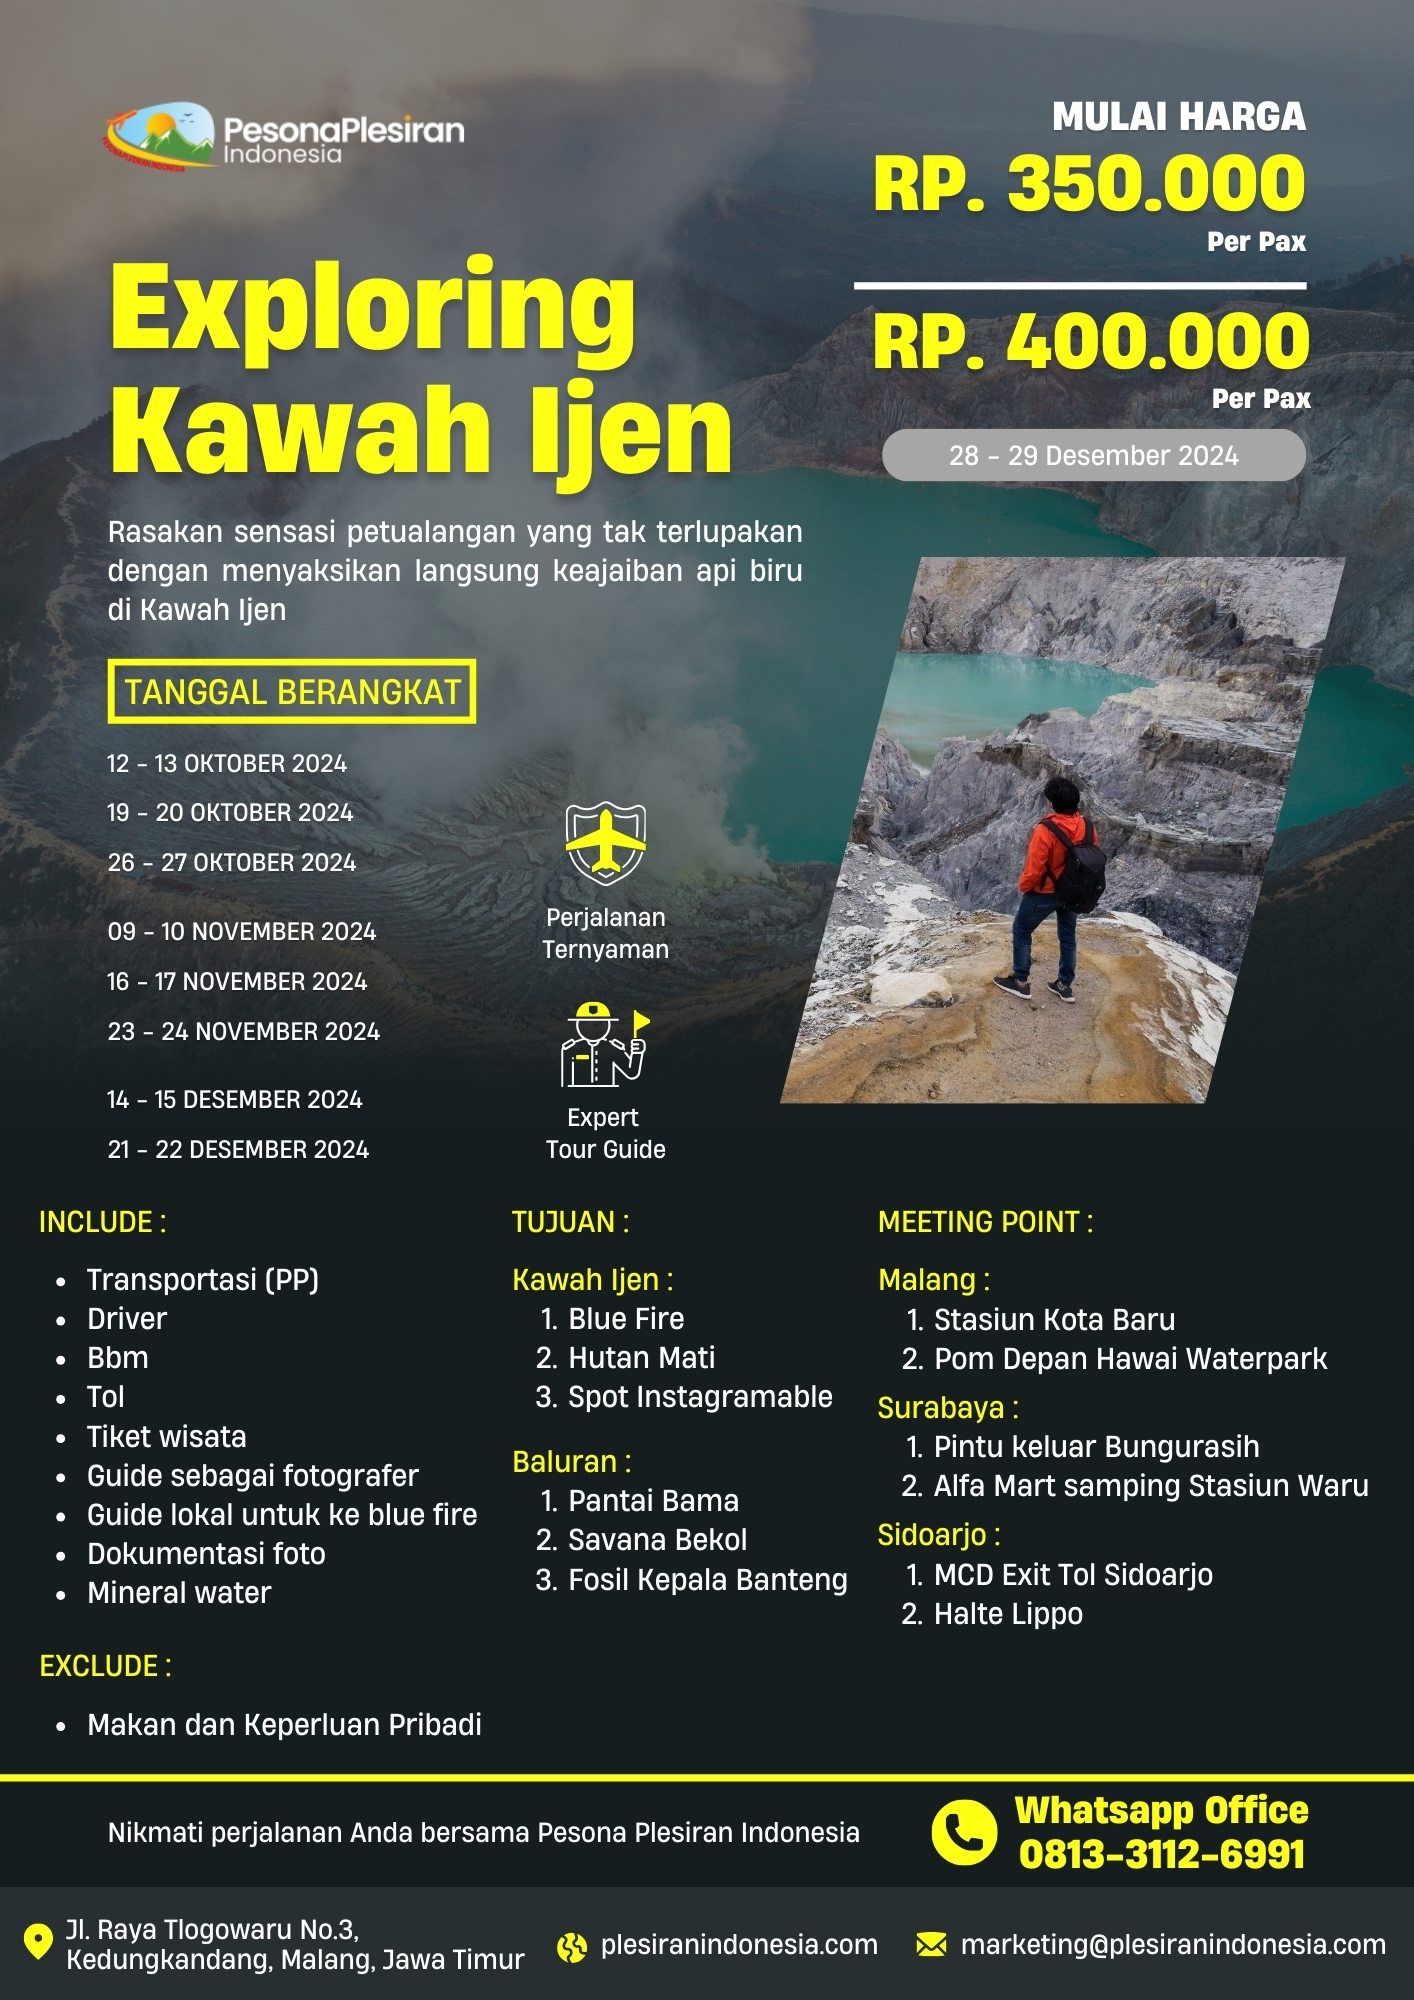 PesonaPlesiran
Indonesia
PESONA PLESIRAN INDONESIA
MULAI HARGA
RP. 350.000
Per Pax
RP. 400.000
Per Pax
28 - 29 Desember 2024
Exploring
Kawah Ijen
Rasakan sensasi petualangan yang tak terlupakan
dengan menyaksikan langsung keajaiban api biru
di Kawah Ijen
TANGGAL BERANGKAT
12 - 13 OKTOBER 2024
19 - 20 OKTOBER 2024
26 - 27 OKTOBER 2024
09 - 10 NOVEMBER 2024
16 - 17 NOVEMBER 2024
23 - 24 NOVEMBER 2024
14 - 15 DESEMBER 2024
21 - 22 DESEMBER 2024
Perjalanan
Ternyaman
Expert
Tour Guide
INCLUDE :
• Transportasi (PP)
• Driver
• Bbm
• Tol
• Tiket wisata
• Guide sebagai fotografer
• Guide lokal untuk ke blue fire
• Dokumentasi foto
• Mineral water
EXCLUDE :
• Makan dan Keperluan Pribadi
TUJUAN :
Kawah Ijen :
1. Blue Fire
2. Hutan Mati
3. Spot Instagramable
Baluran :
1. Pantai Bama
2. Savana Bekol
3. Fosil Kepala Banteng
MEETING POINT :
Malang :
1. Stasiun Kota Baru
2. Pom Depan Hawai Waterpark
Surabaya :
1. Pintu keluar Bungurasih
2. Alfa Mart samping Stasiun Waru
Sidoarjo :
1. MCD Exit Tol Sidoarjo
2. Halte Lippo
Nikmati perjalanan Anda bersama Pesona Plesiran Indonesia
Whatsapp Office
0813-3112-6991
Jl. Raya Tlogowaru No.3,
Kedungkandang, Malang, Jawa Timur
plesiranindonesia.com
marketing@plesiranindonesia.com